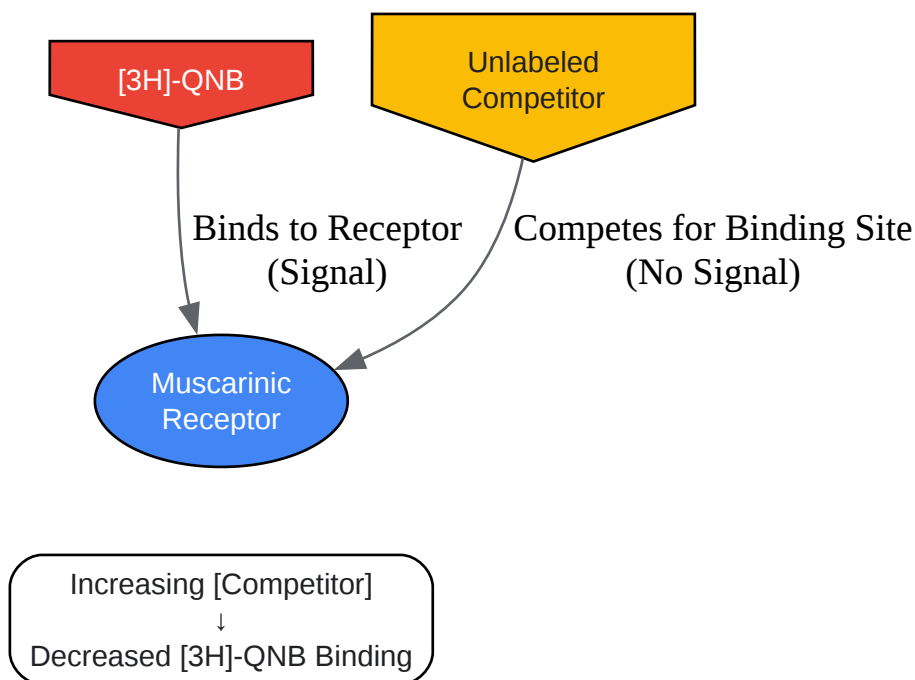 [3H]-QNB
Unlabeled
Competitor
Binds to Receptor
(Signal)
Competes for Binding Site
(No Signal)
Muscarinic
Receptor
Increasing [Competitor]
↓
Decreased [3H]-QNB Binding